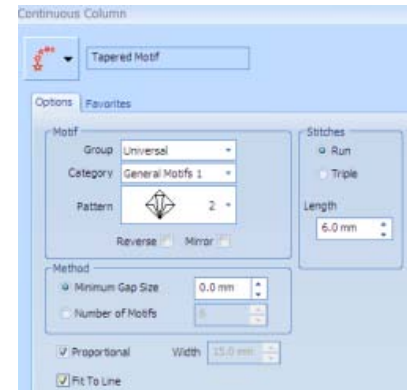 Continuous Column
Tapered Motif
Options Favorites
Motif
Group Universal
Category General Motifs 1
Pattern 2
Reverse Mirror
Stitches
Run
Triple
Length
6.0 mm
Method
Minimum Gap Size 0.0 mm
Number of Motifs 6
Proportional Width 15.0 mm
Fit To Line